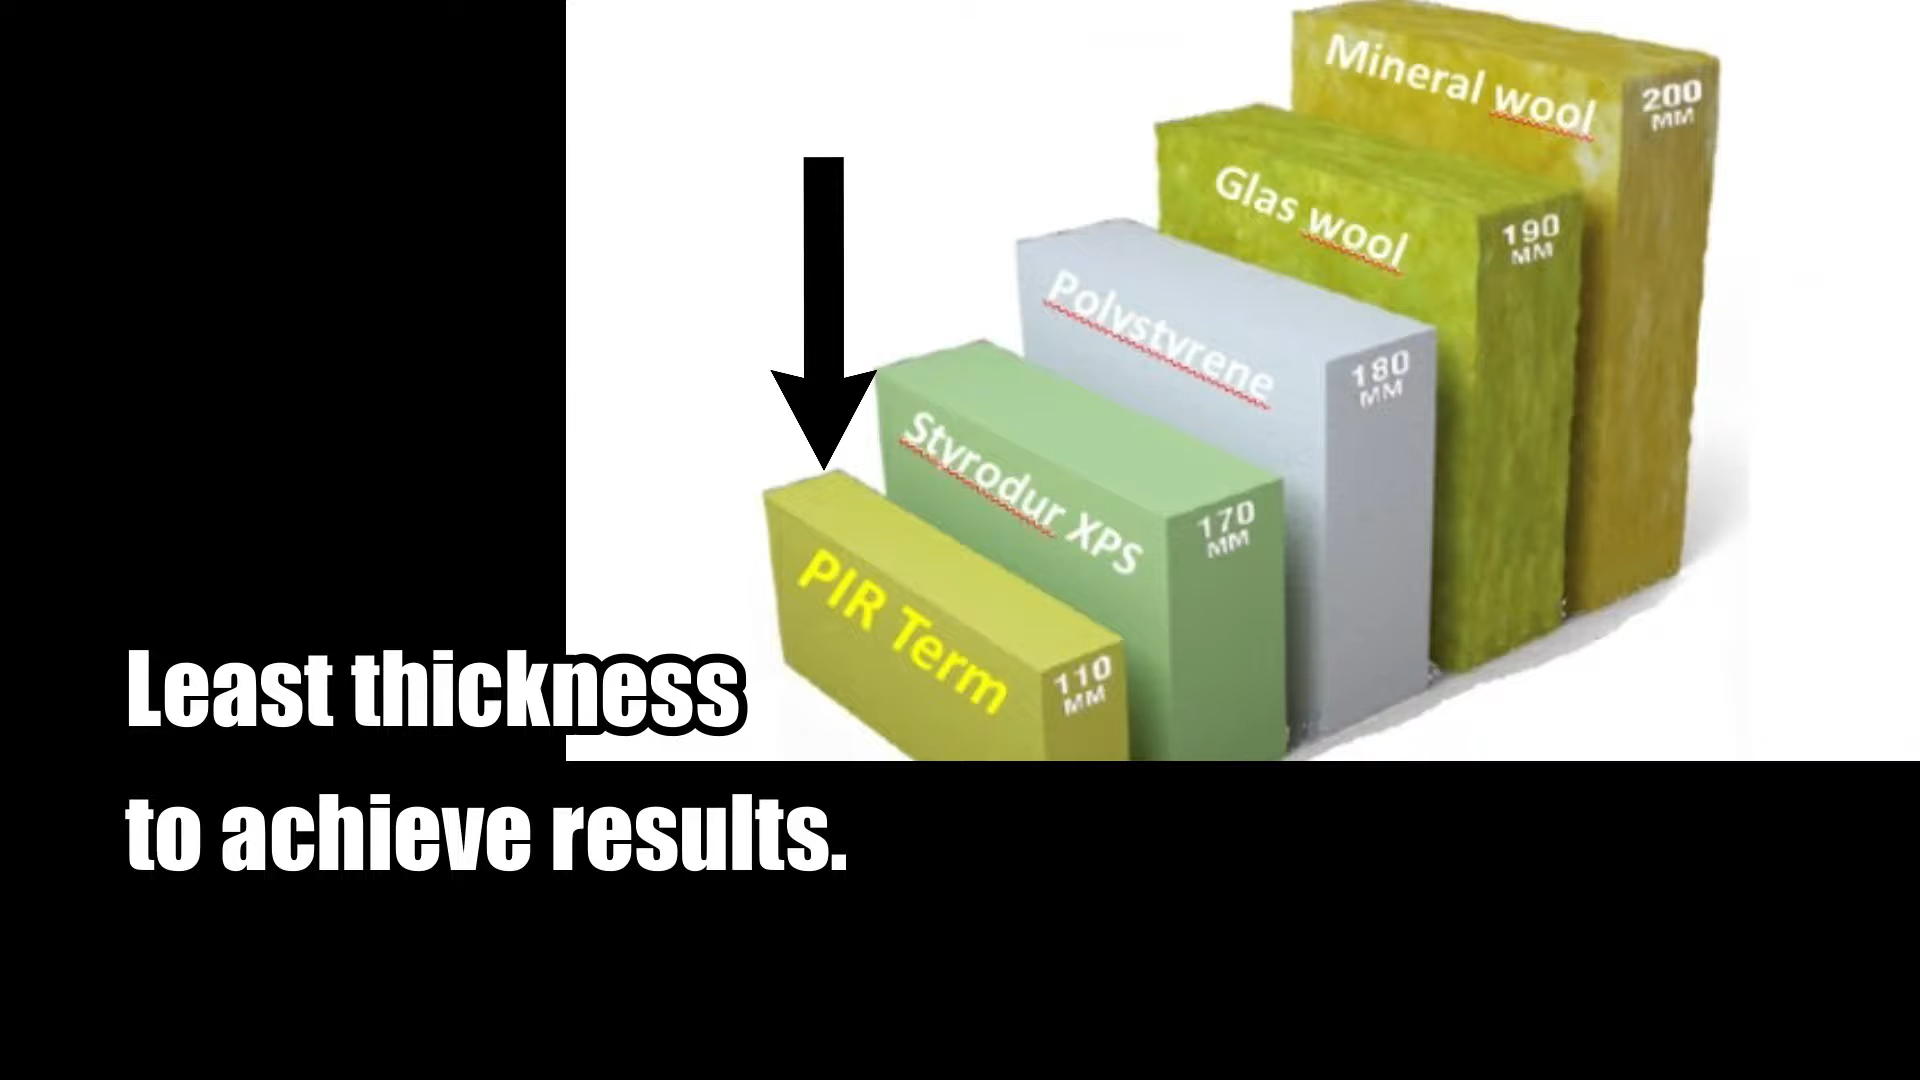 Mineral wool
200
MM
Glas wool
190
MM
Polystyrene
180
MM
Styrodur XPS
170
MM
PIR Term
110
MM
Least thickness
to achieve results.